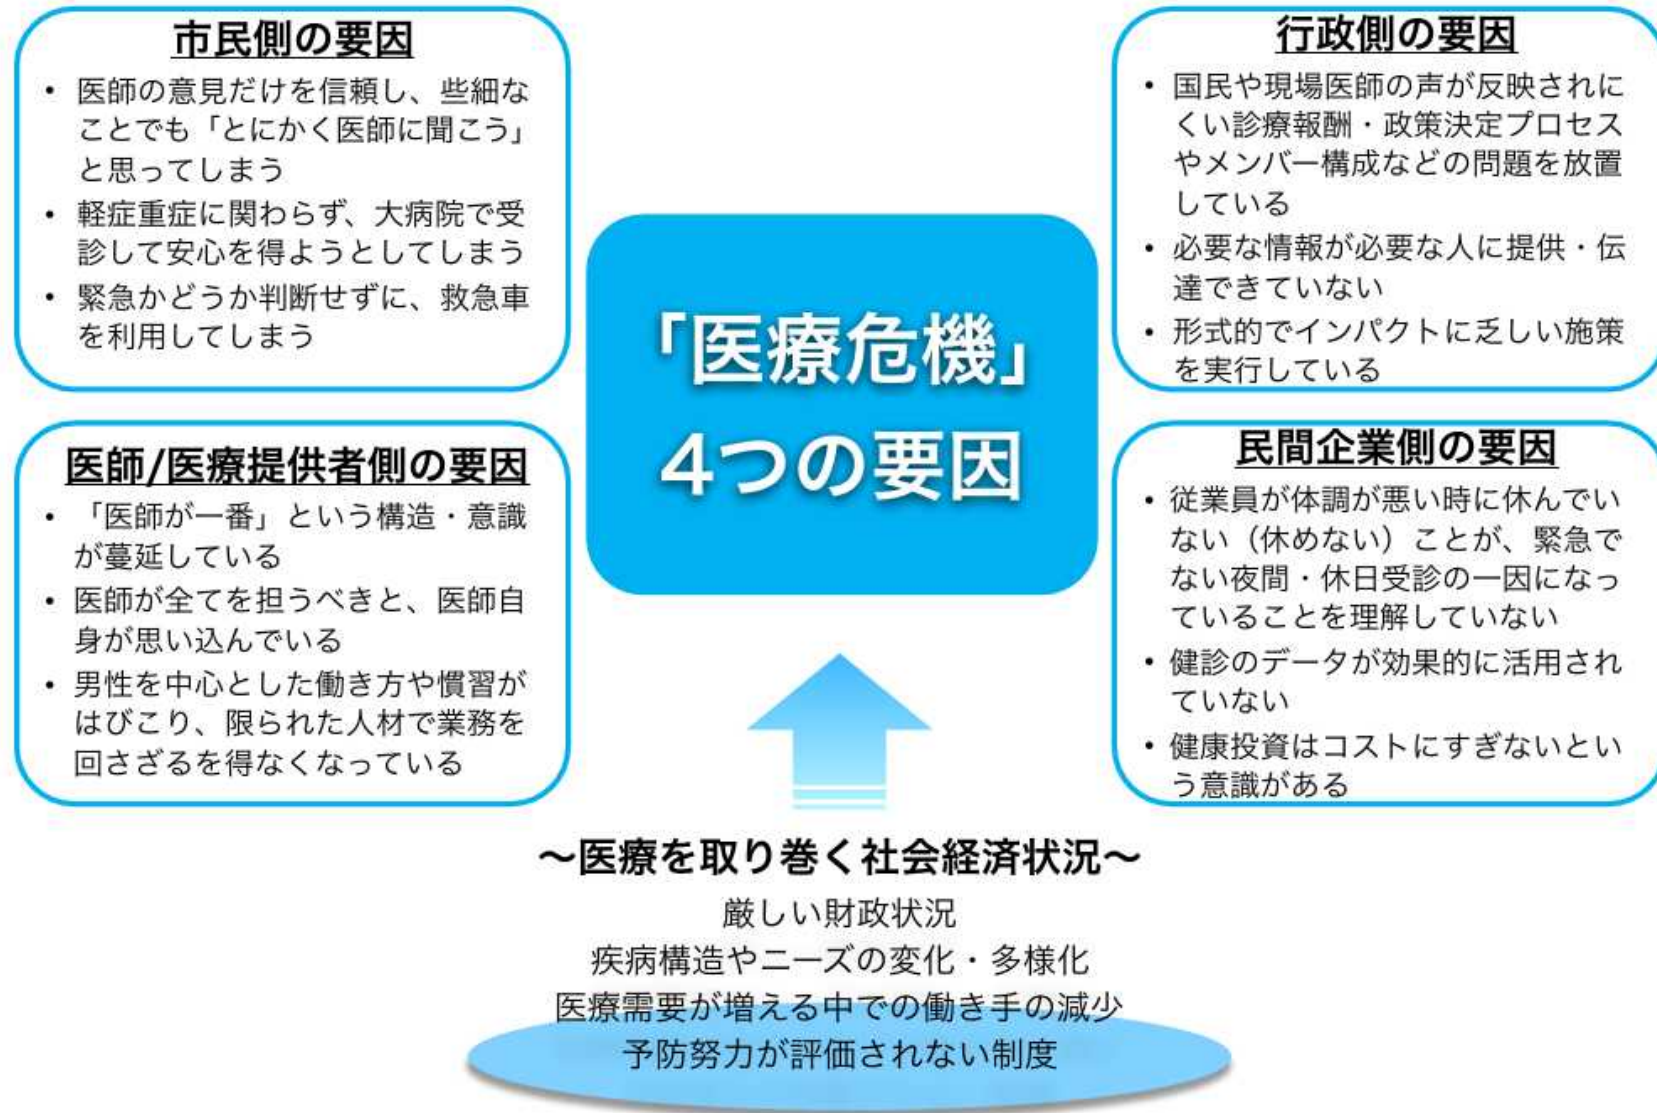 市民側の要因
• 医師の意見だけを信頼し、些細な
ことでも「とにかく医師に聞こう」
と思ってしまう
• 軽症重症に関わらず、大病院で受
診して安心を得ようとしてしまう
• 緊急かどうか判断せずに、救急車
を利用してしまう
医師/医療提供者側の要因
• 「医師が一番」という構造・意識
が蔓延している
• 医師が全てを担うべきと、医師自
身が思い込んでいる
• 男性を中心とした働き方や慣習が
はびこり、限られた人材で業務を
回さざるを得なくなっている
「医療危機」
4つの要因
行政側の要因
• 国民や現場医師の声が反映されに
くい診療報酬・政策決定プロセス
やメンバー構成などの問題を放置
している
• 必要な情報が必要な人に提供・伝
達できていない
• 形式的でインパクトに乏しい施策
を実行している
民間企業側の要因
• 従業員が体調が悪い時に休んでい
ない（休めない）ことが、緊急で
ない夜間・休日受診の一因になっ
ていることを理解していない
• 健診のデータが効果的に活用され
ていない
• 健康投資はコストにすぎないとい
う意識がある
〜医療を取り巻く社会経済状況〜
厳しい財政状況
疾病構造やニーズの変化・多様化
医療需要が増える中での働き手の減少
予防努力が評価されない制度